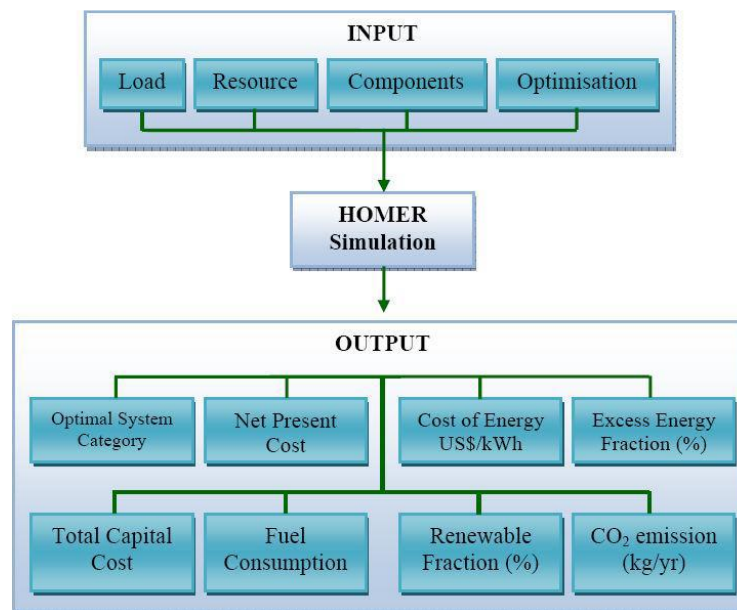 INPUT
Load
Resource
Components
Optimisation
HOMER
Simulation
OUTPUT
Optimal System
Category
Net Present
Cost
Cost of Energy
US$/kWh
Excess Energy
Fraction (%)
Total Capital
Cost
Fuel
Consumption
Renewable
Fraction (%)
CO₂ emission
(kg/yr)